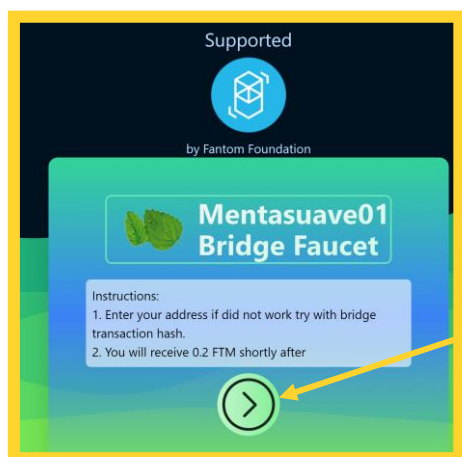 Supported
by Fantom Foundation
Mentasuave01
Bridge Faucet
Instructions:
1. Enter your address if did not work try with bridge
transaction hash.
2. You will receive 0.2 FTM shortly after